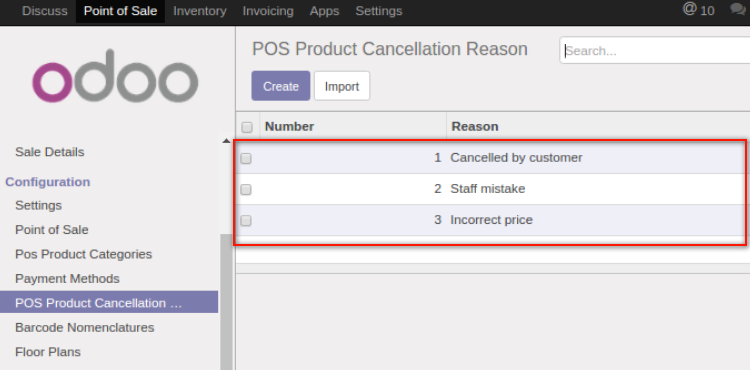 Discuss Point of Sale Inventory Invoicing Apps Settings @ 10
odoo
POS Product Cancellation Reason
Search...
Create Import
Number Reason
1 Cancelled by customer
2 Staff mistake
3 Incorrect price
Sale Details
Configuration
Settings
Point of Sale
Pos Product Categories
Payment Methods
POS Product Cancellation ...
Barcode Nomenclatures
Floor Plans